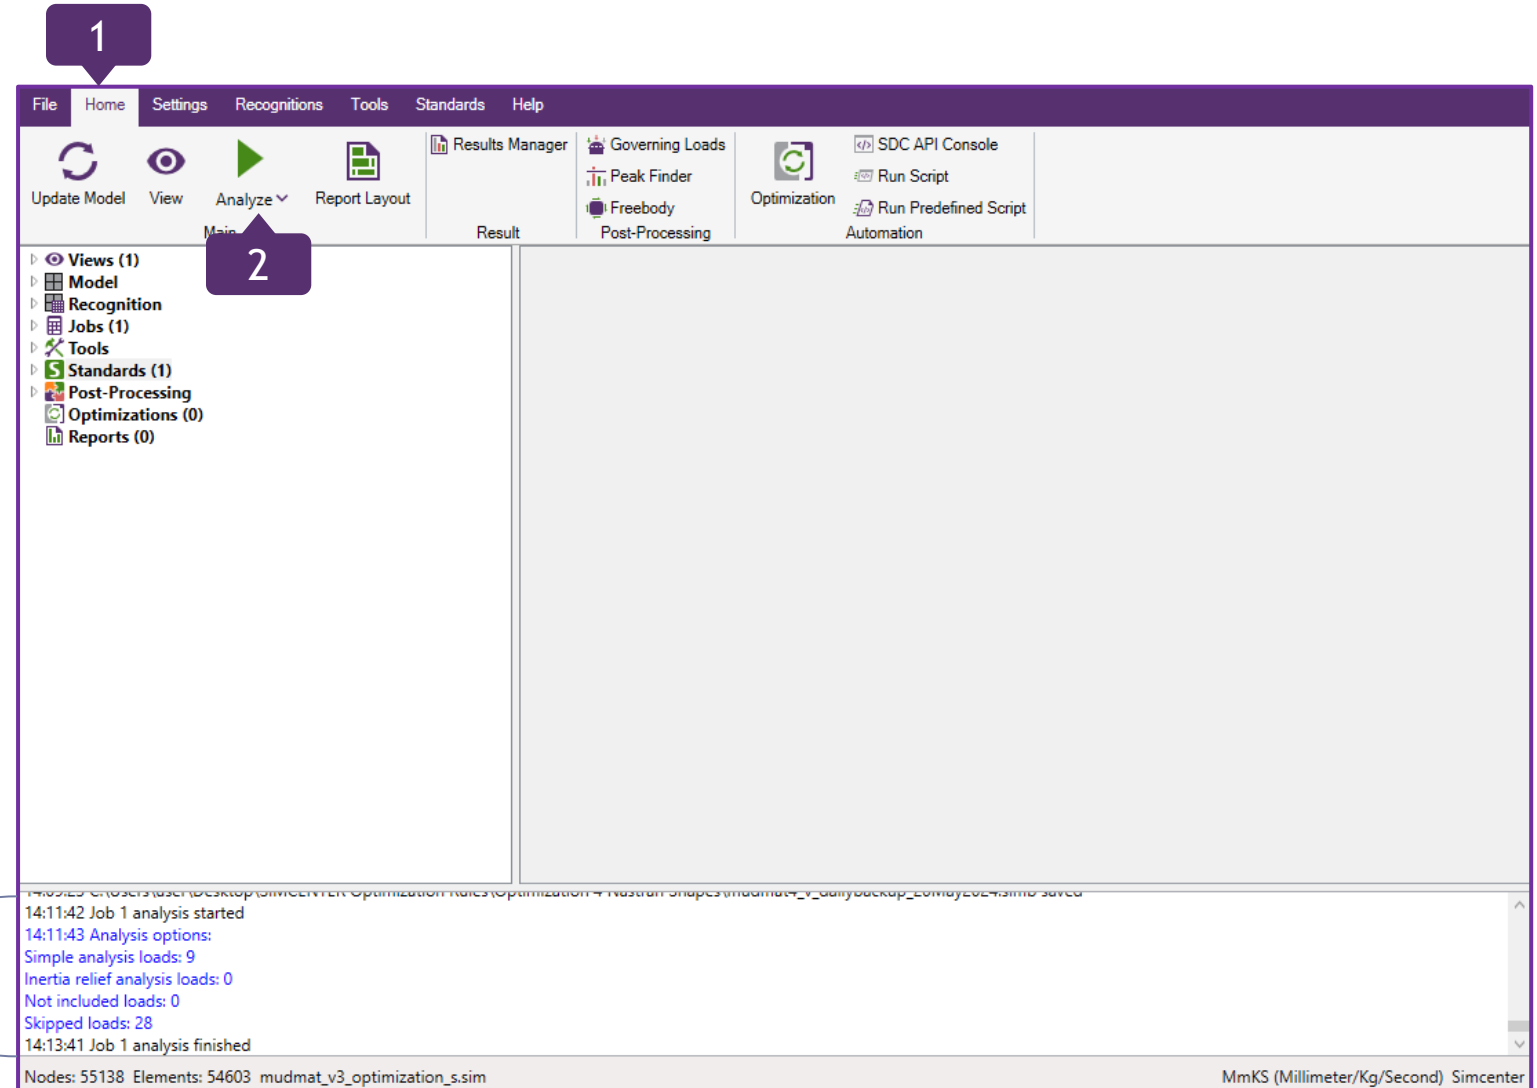 1
File Home Settings Recognitions Tools Standards Help
Update Model View Analyze Report Layout
Results Manager
Governing Loads
Peak Finder
Freebody
Optimization
SDC API Console
Run Script
Run Predefined Script
Main Result Post-Processing Automation
2
Views (1)
Model
Recognition
Jobs (1)
Tools
Standards (1)
Post-Processing
Optimizations (0)
Reports (0)
14:11:42 Job 1 analysis started
14:11:43 Analysis options:
Simple analysis loads: 9
Inertia relief analysis loads: 0
Not included loads: 0
Skipped loads: 28
14:13:41 Job 1 analysis finished
Nodes: 55138 Elements: 54603 mudmat_v3_optimization_s.sim MmKS (Millimeter/Kg/Second) Simcenter